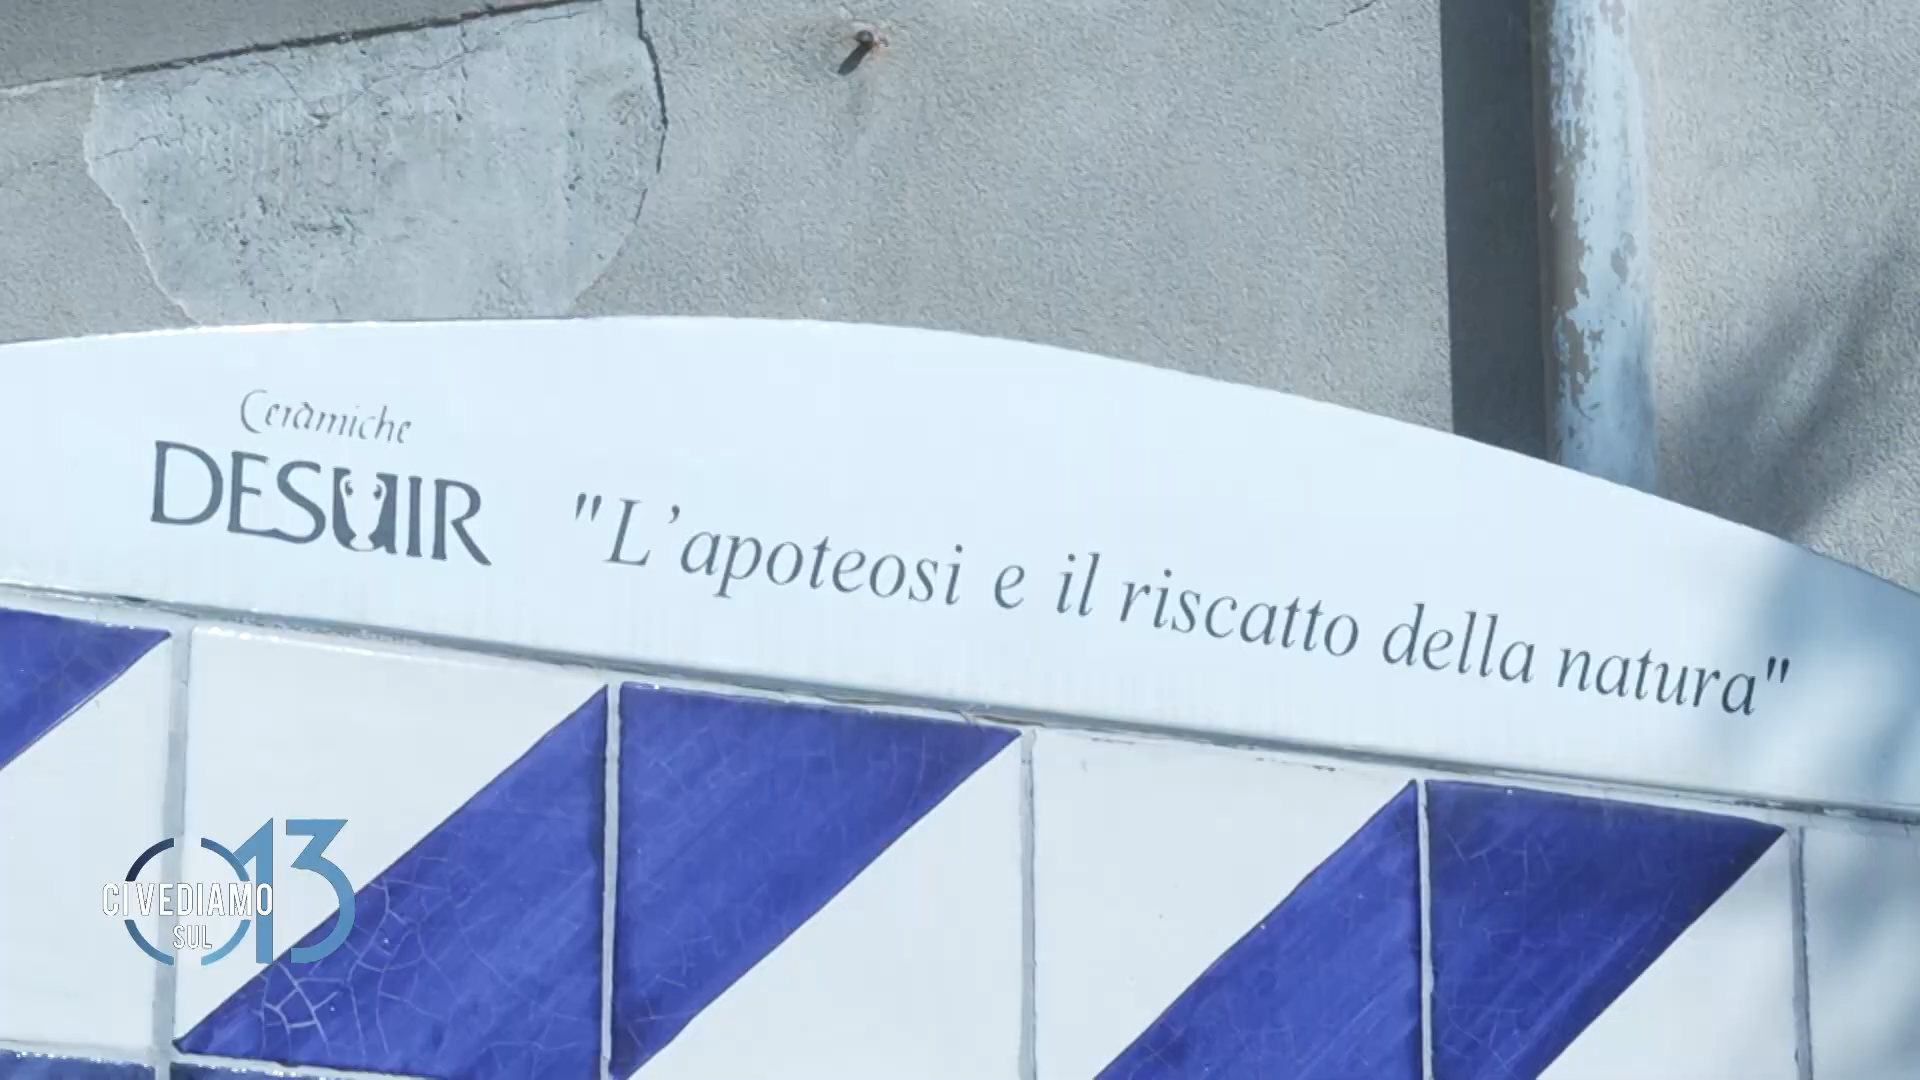 Ceramiche
DESUIR
"L'apoteosi e il riscatto della natura"
CI VEDIAMO
SUL
13